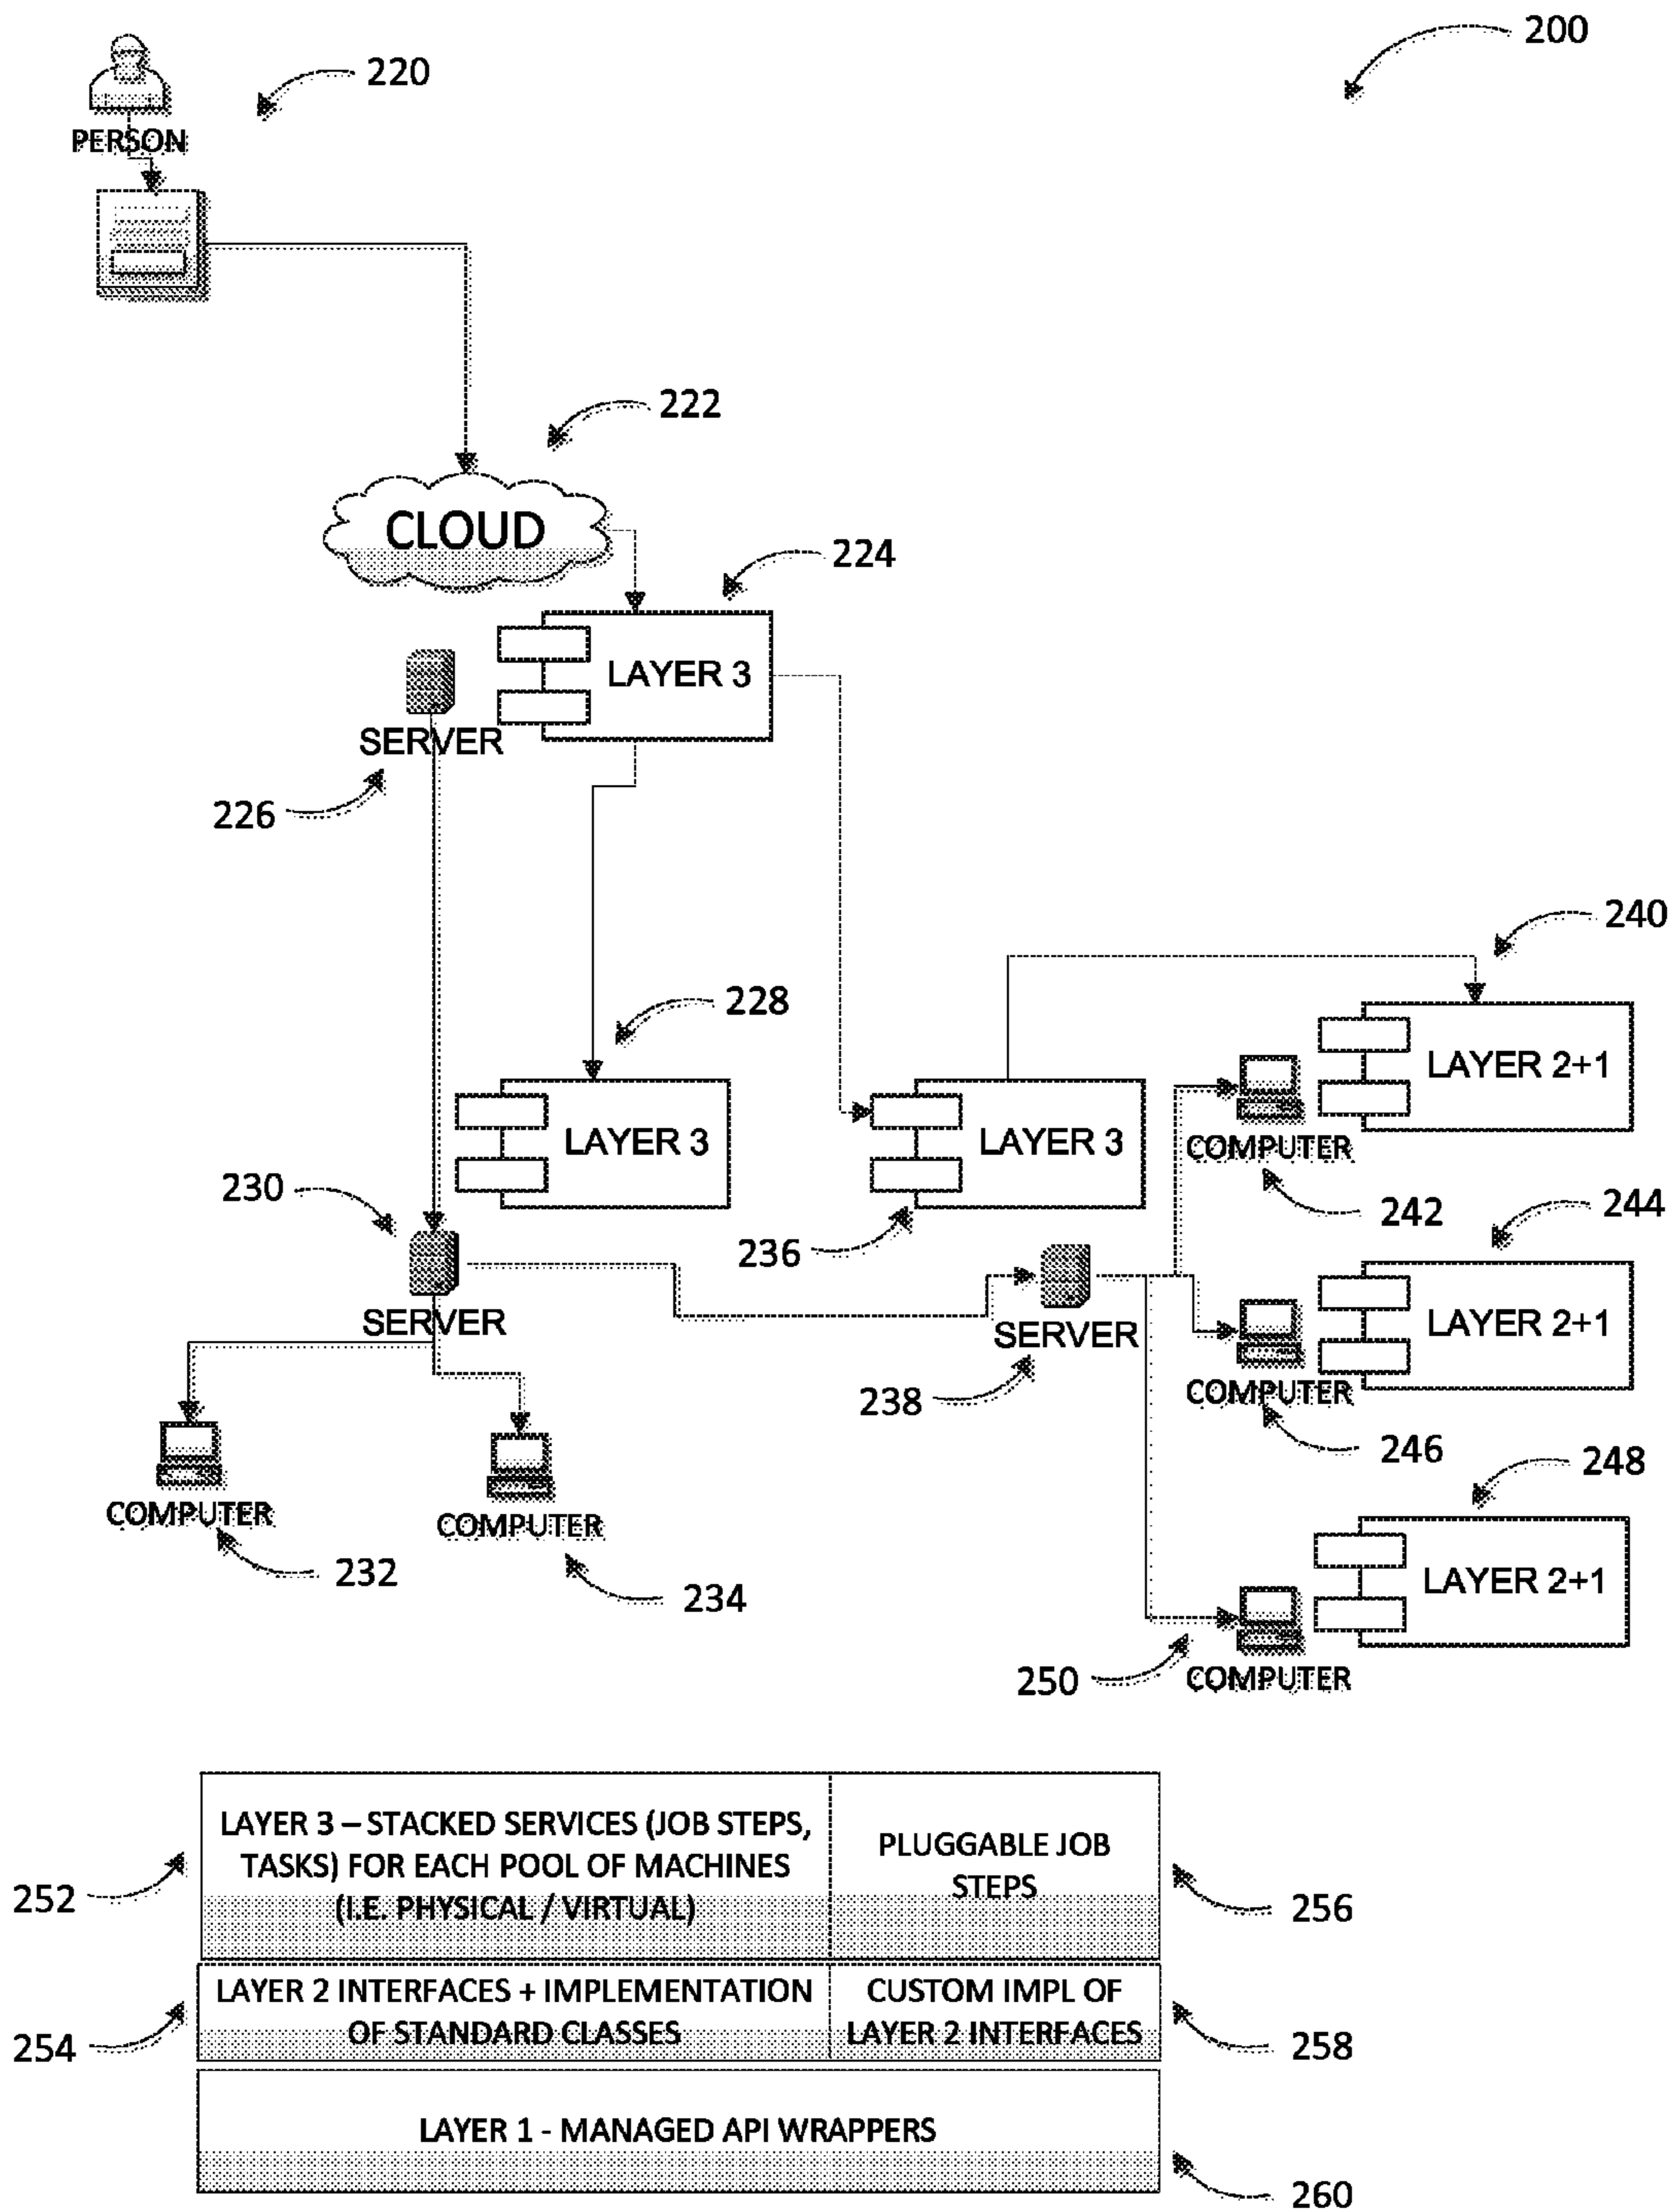 200
220
PERSON
222
CLOUD
224
LAYER 3
SERVER
226
240
228
LAYER 2+1
LAYER 3
LAYER 3
COMPUTER
230
242
244
236
SERVER
SERVER
LAYER 2+1
238
COMPUTER
246
248
COMPUTER
COMPUTER
232
234
LAYER 2+1
250
COMPUTER
LAYER 3 – STACKED SERVICES (JOB STEPS,
TASKS) FOR EACH POOL OF MACHINES
(I.E. PHYSICAL / VIRTUAL)
PLUGGABLE JOB
STEPS
252
256
LAYER 2 INTERFACES + IMPLEMENTATION
OF STANDARD CLASSES
CUSTOM IMPL OF
LAYER 2 INTERFACES
254
258
LAYER 1 - MANAGED API WRAPPERS
260